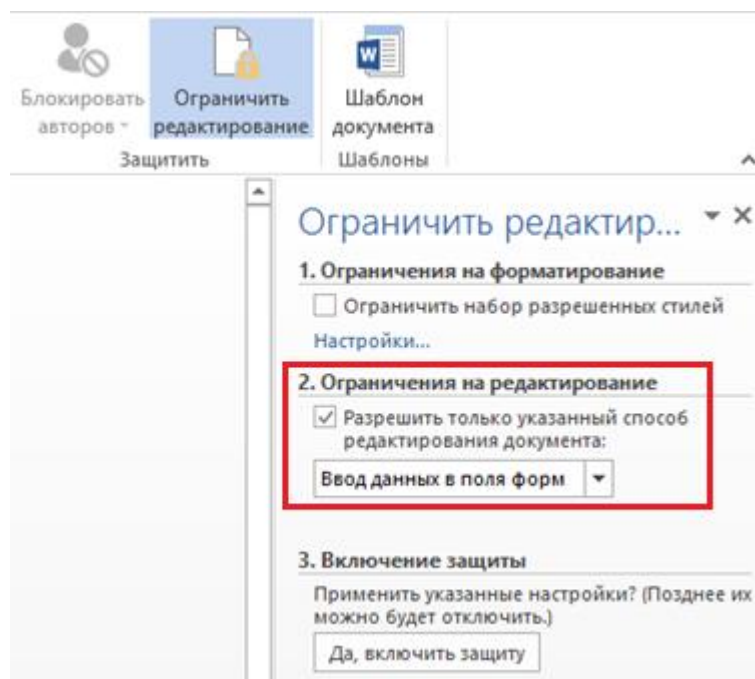 Блокировать авторов
Ограничить редактирование
Шаблон документа
Защитить
Шаблоны
Ограничить редактир...
1. Ограничения на форматирование
Ограничить набор разрешенных стилей
Настройки...
2. Ограничения на редактирование
Разрешить только указанный способ
редактирования документа:
Ввод данных в поля форм
3. Включение защиты
Применить указанные настройки? (Позднее их
можно будет отключить.)
Да, включить защиту